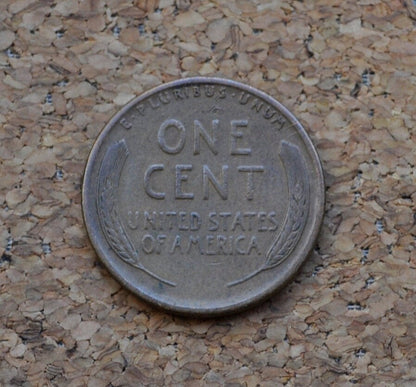 E·PLURIBUS·UNUM
ONE
CENT
UNITED STATES
OF AMERICA